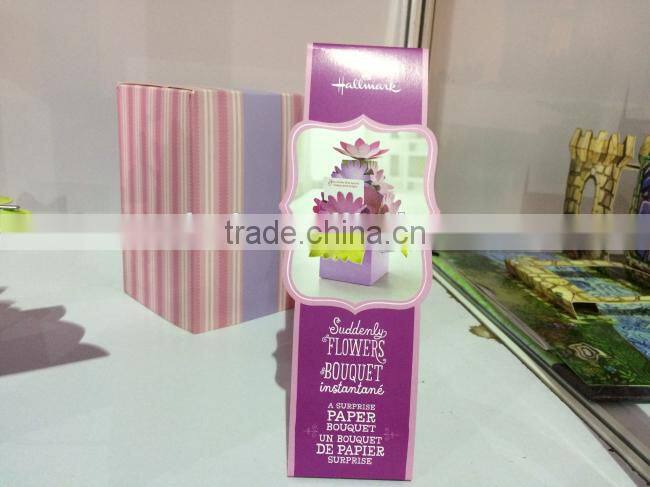 Hallmark
trade.china.cn
Suddenly
FLOWERS
BOUQUET
instantané
A SURPRISE
PAPER
BOUQUET
UN BOUQUET
DE PAPIER
SURPRISE